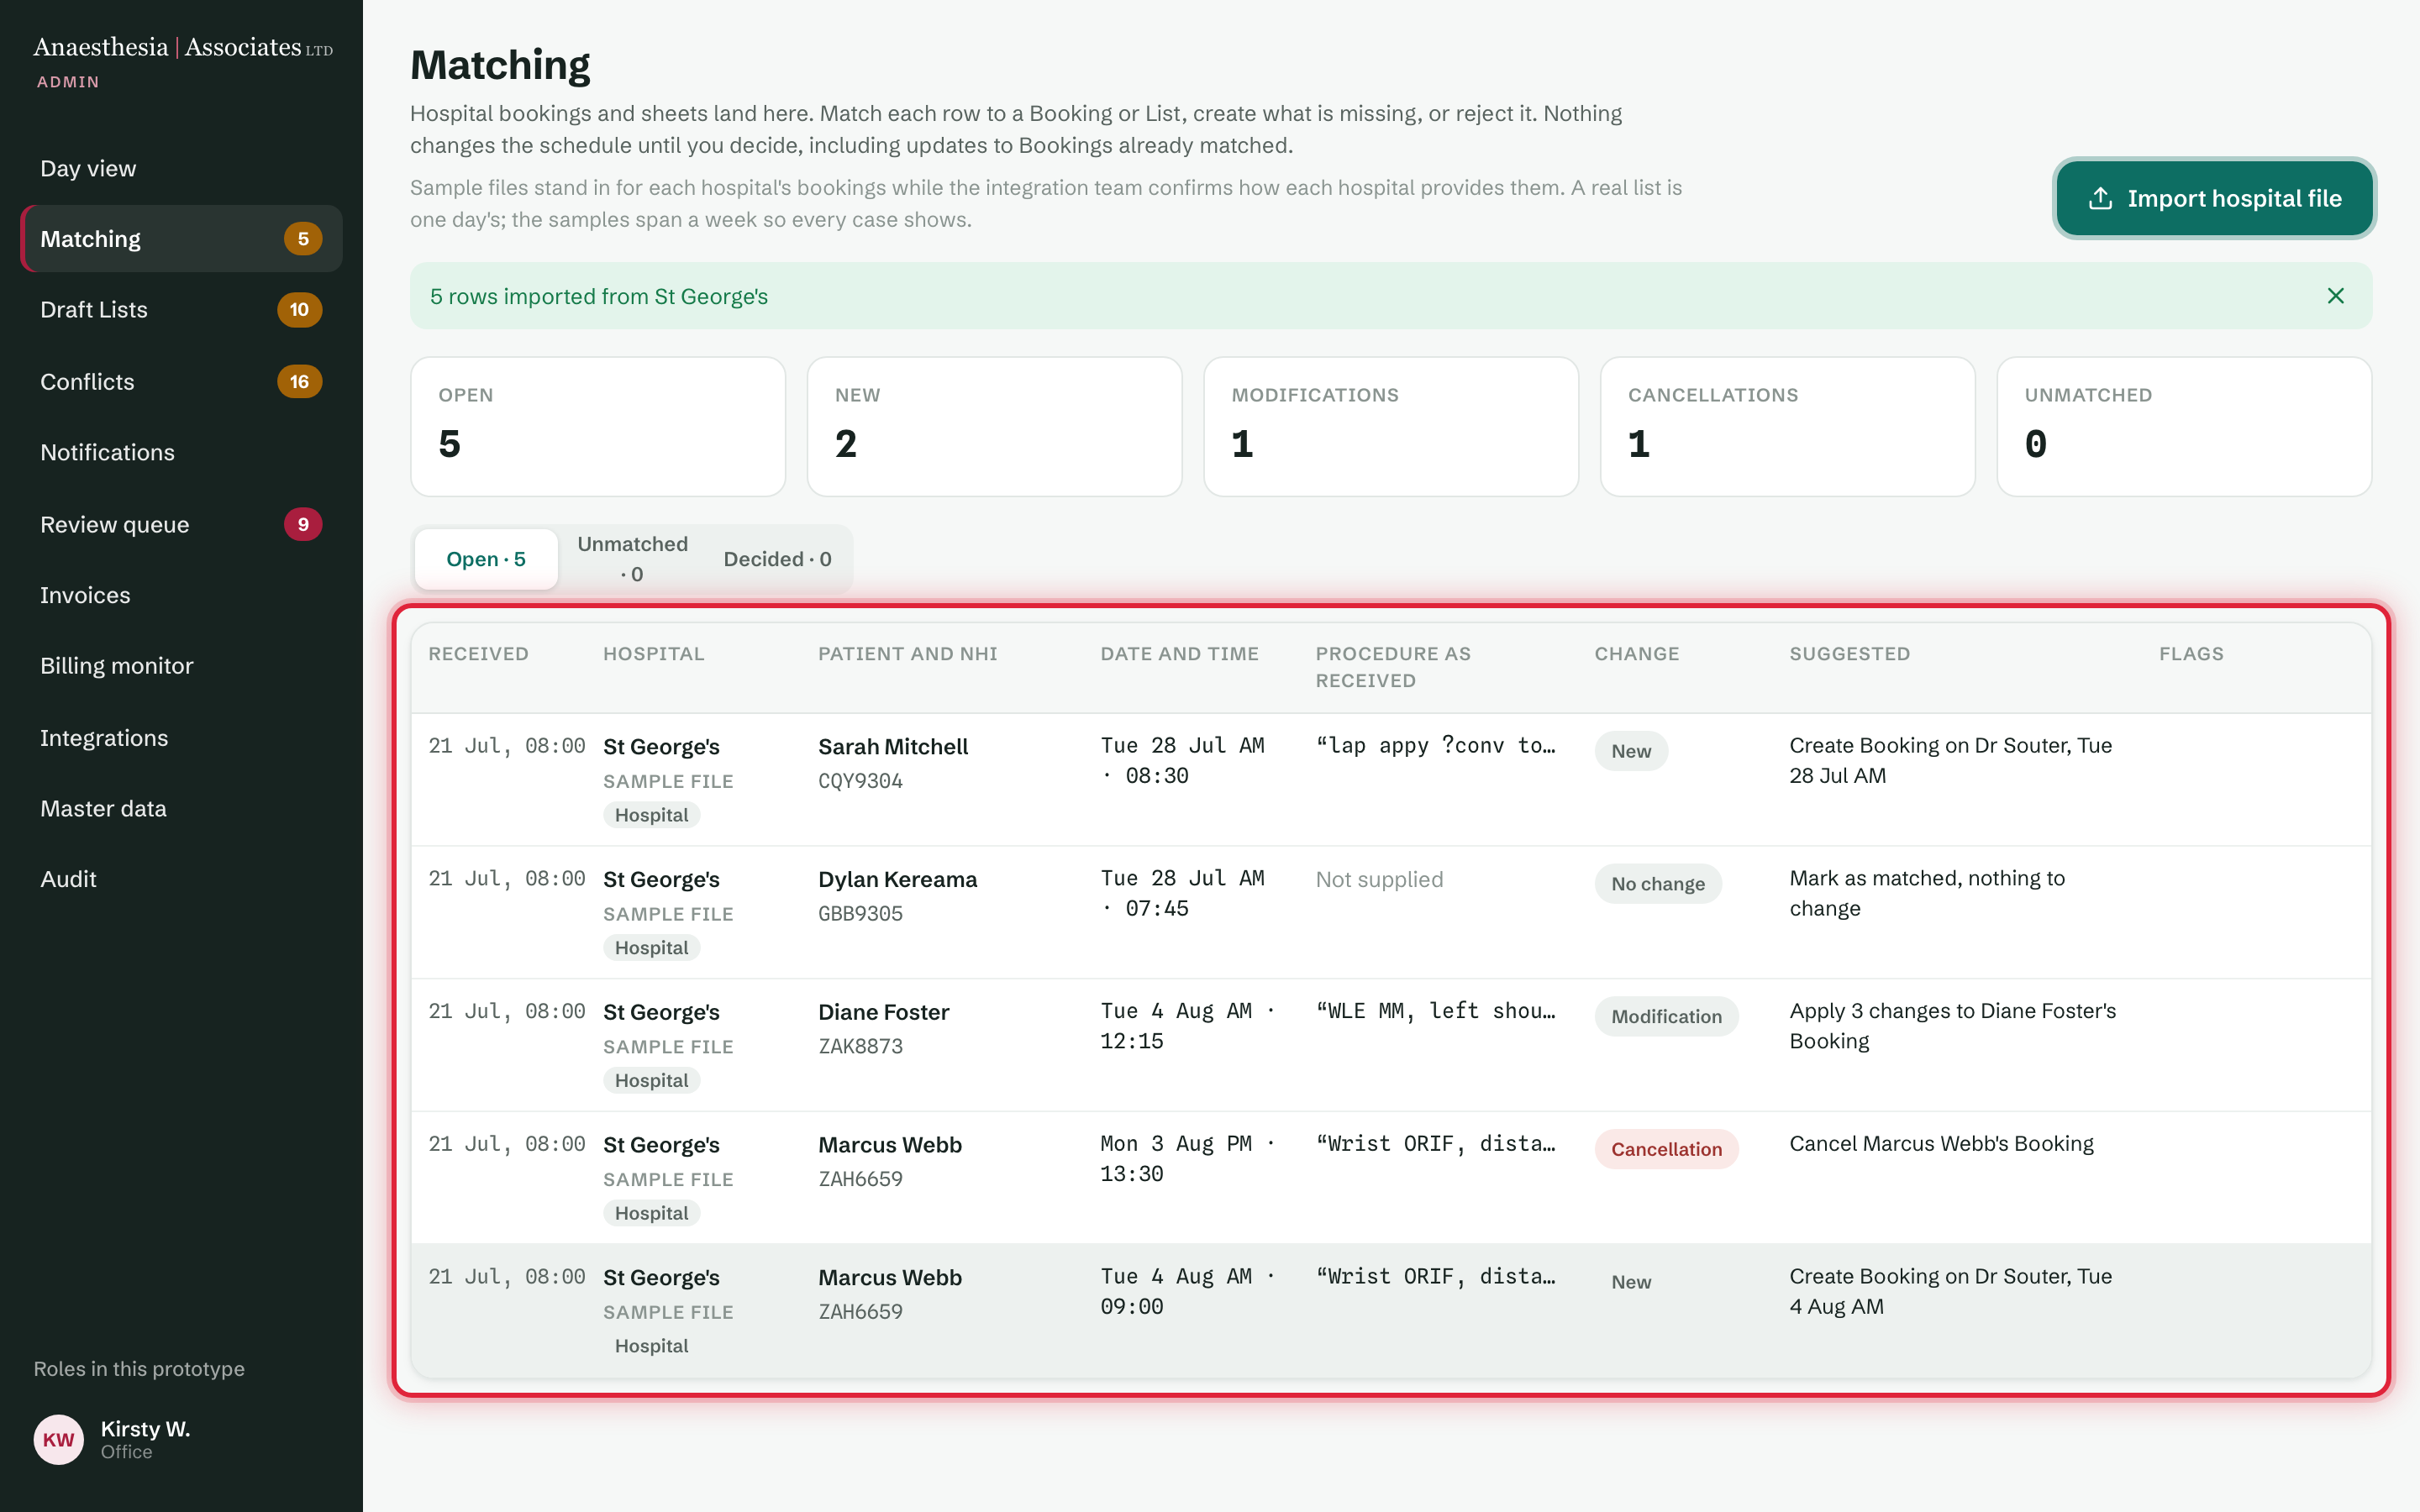 Anaesthesia | Associates LTD
ADMIN
Day view
Matching 5
Draft Lists 10
Conflicts 16
Notifications
Review queue 9
Invoices
Billing monitor
Integrations
Master data
Audit
Roles in this prototype
KW
Kirsty W.
Office
Matching
Hospital bookings and sheets land here. Match each row to a Booking or List, create what is missing, or reject it. Nothing
changes the schedule until you decide, including updates to Bookings already matched.
Sample files stand in for each hospital's bookings while the integration team confirms how each hospital provides them. A real list is
one day's; the samples span a week so every case shows.
Import hospital file
5 rows imported from St George's
OPEN
5
NEW
2
MODIFICATIONS
1
CANCELLATIONS
1
UNMATCHED
0
Open · 5
Unmatched
· 0
Decided · 0
RECEIVED HOSPITAL PATIENT AND NHI DATE AND TIME PROCEDURE AS CHANGE SUGGESTED FLAGS
RECEIVED
21 Jul, 08:00 St George's Sarah Mitchell Tue 28 Jul AM “lap appy ?conv to… New Create Booking on Dr Souter, Tue
SAMPLE FILE CQY9304 · 08:30 28 Jul AM
Hospital
21 Jul, 08:00 St George's Dylan Kereama Tue 28 Jul AM Not supplied No change Mark as matched, nothing to
SAMPLE FILE GBB9305 · 07:45 change
Hospital
21 Jul, 08:00 St George's Diane Foster Tue 4 Aug AM · “WLE MM, left shou… Modification Apply 3 changes to Diane Foster's
SAMPLE FILE ZAK8873 12:15 Booking
Hospital
21 Jul, 08:00 St George's Marcus Webb Mon 3 Aug PM · “Wrist ORIF, dista… Cancellation Cancel Marcus Webb's Booking
SAMPLE FILE ZAH6659 13:30
Hospital
21 Jul, 08:00 St George's Marcus Webb Tue 4 Aug AM · “Wrist ORIF, dista… New Create Booking on Dr Souter, Tue
SAMPLE FILE ZAH6659 09:00 4 Aug AM
Hospital